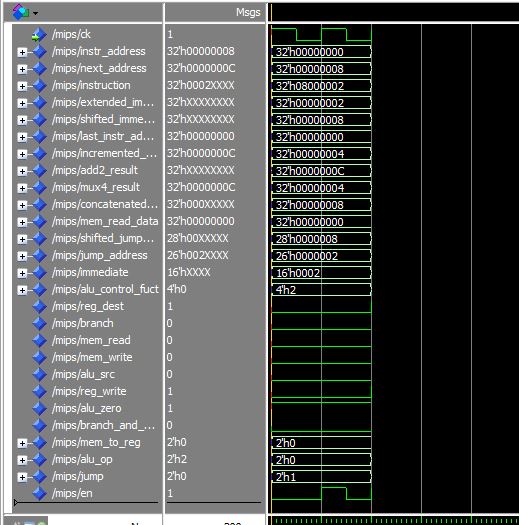 Msgs
/mips/ck 1
/mips/instr_address 32'h00000008 32'h00000000
/mips/next_address 32'h0000000C 32'h00000008
/mips/instruction 32'h0002XXXX 32'h08000002
/mips/extended_im... 32'hXXXXXXXX 32'h00000002
/mips/shifted_imme... 32'hXXXXXXXX 32'h00000008
/mips/last_instr_ad... 32'h00000000 32'h00000000
/mips/incremented_... 32'h0000000C 32'h00000004
/mips/add2_result 32'hXXXXXXXX 32'h0000000C
/mips/mux4_result 32'h0000000C 32'h00000004
/mips/concatenated... 32'h000XXXXX 32'h00000008
/mips/mem_read_data 32'h00000000 32'h00000000
/mips/shifted_jump... 28'h00XXXXX 28'h0000008
/mips/jump_address 26'h002XXXX 26'h0000002
/mips/immediate 16'hXXXX 16'h0002
/mips/alu_control_fuct 4'h0 4'h2
/mips/reg_dest 1
/mips/branch 0
/mips/mem_read 0
/mips/mem_write 0
/mips/alu_src 0
/mips/reg_write 1
/mips/alu_zero 1
/mips/branch_and_... 0
/mips/mem_to_reg 2'h0 2'h0
/mips/alu_op 2'h2 2'h0
/mips/jump 2'h0 2'h1
/mips/en 1